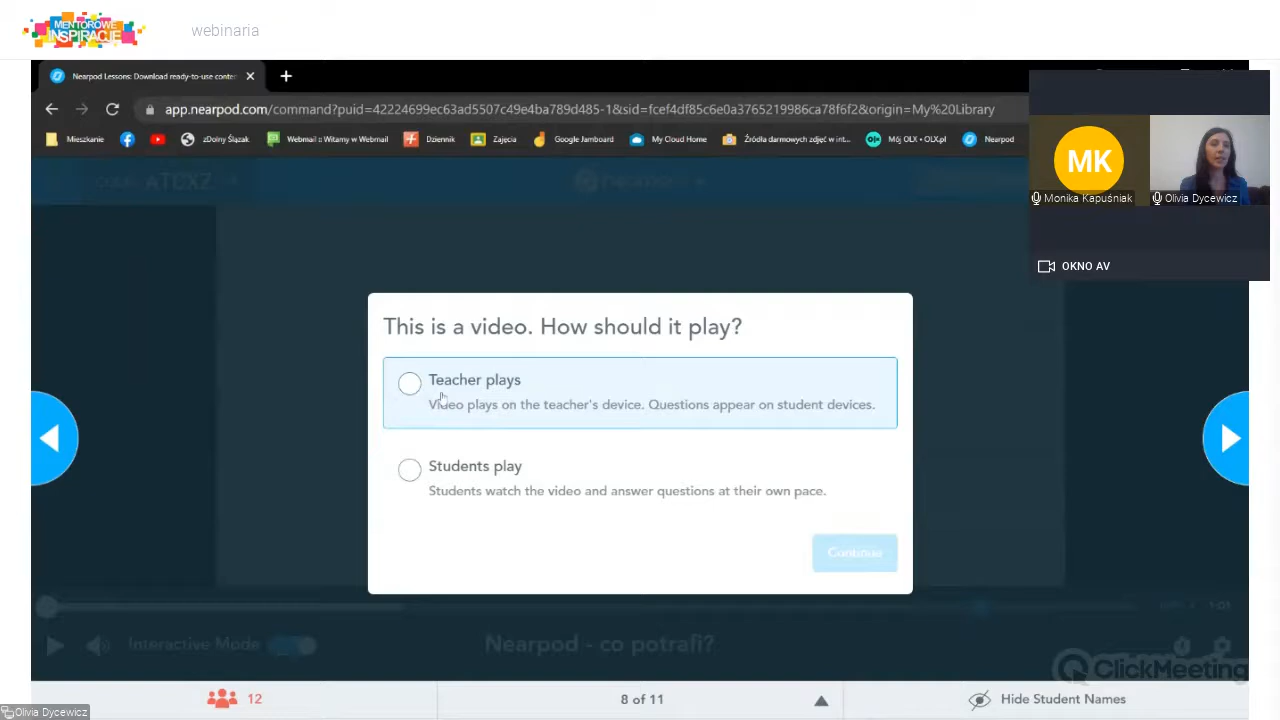 MENTOROWE
INSPIRACJE
webinaria
Nearpod Lessons: Download ready-to-use conten
app.nearpod.com/command?puid=42224699ec63ad5507c49e4ba789d485-1&sid=fcef4df85c6e0a3765219986ca78f6f2&origin=My%20Library
Mieszkanie zDolny Ślązak Webmail :: Witamy w Webmail Dziennik Zajęcia Google Jamboard My Cloud Home Źródła darmowych zdjęć w int... Mój OLX • OLX.pl Nearpod
MK
Monika Kapuśniak Olivia Dycewicz
OKNO AV
ATCXZ
This is a video. How should it play?
Teacher plays
Video plays on the teacher's device. Questions appear on student devices.
Students play
Students watch the video and answer questions at their own pace.
Continue
1:01
Interactive Mode
Nearpod - co potrafi?
ClickMeeting
12
8 of 11
Hide Student Names
Olivia Dycewicz